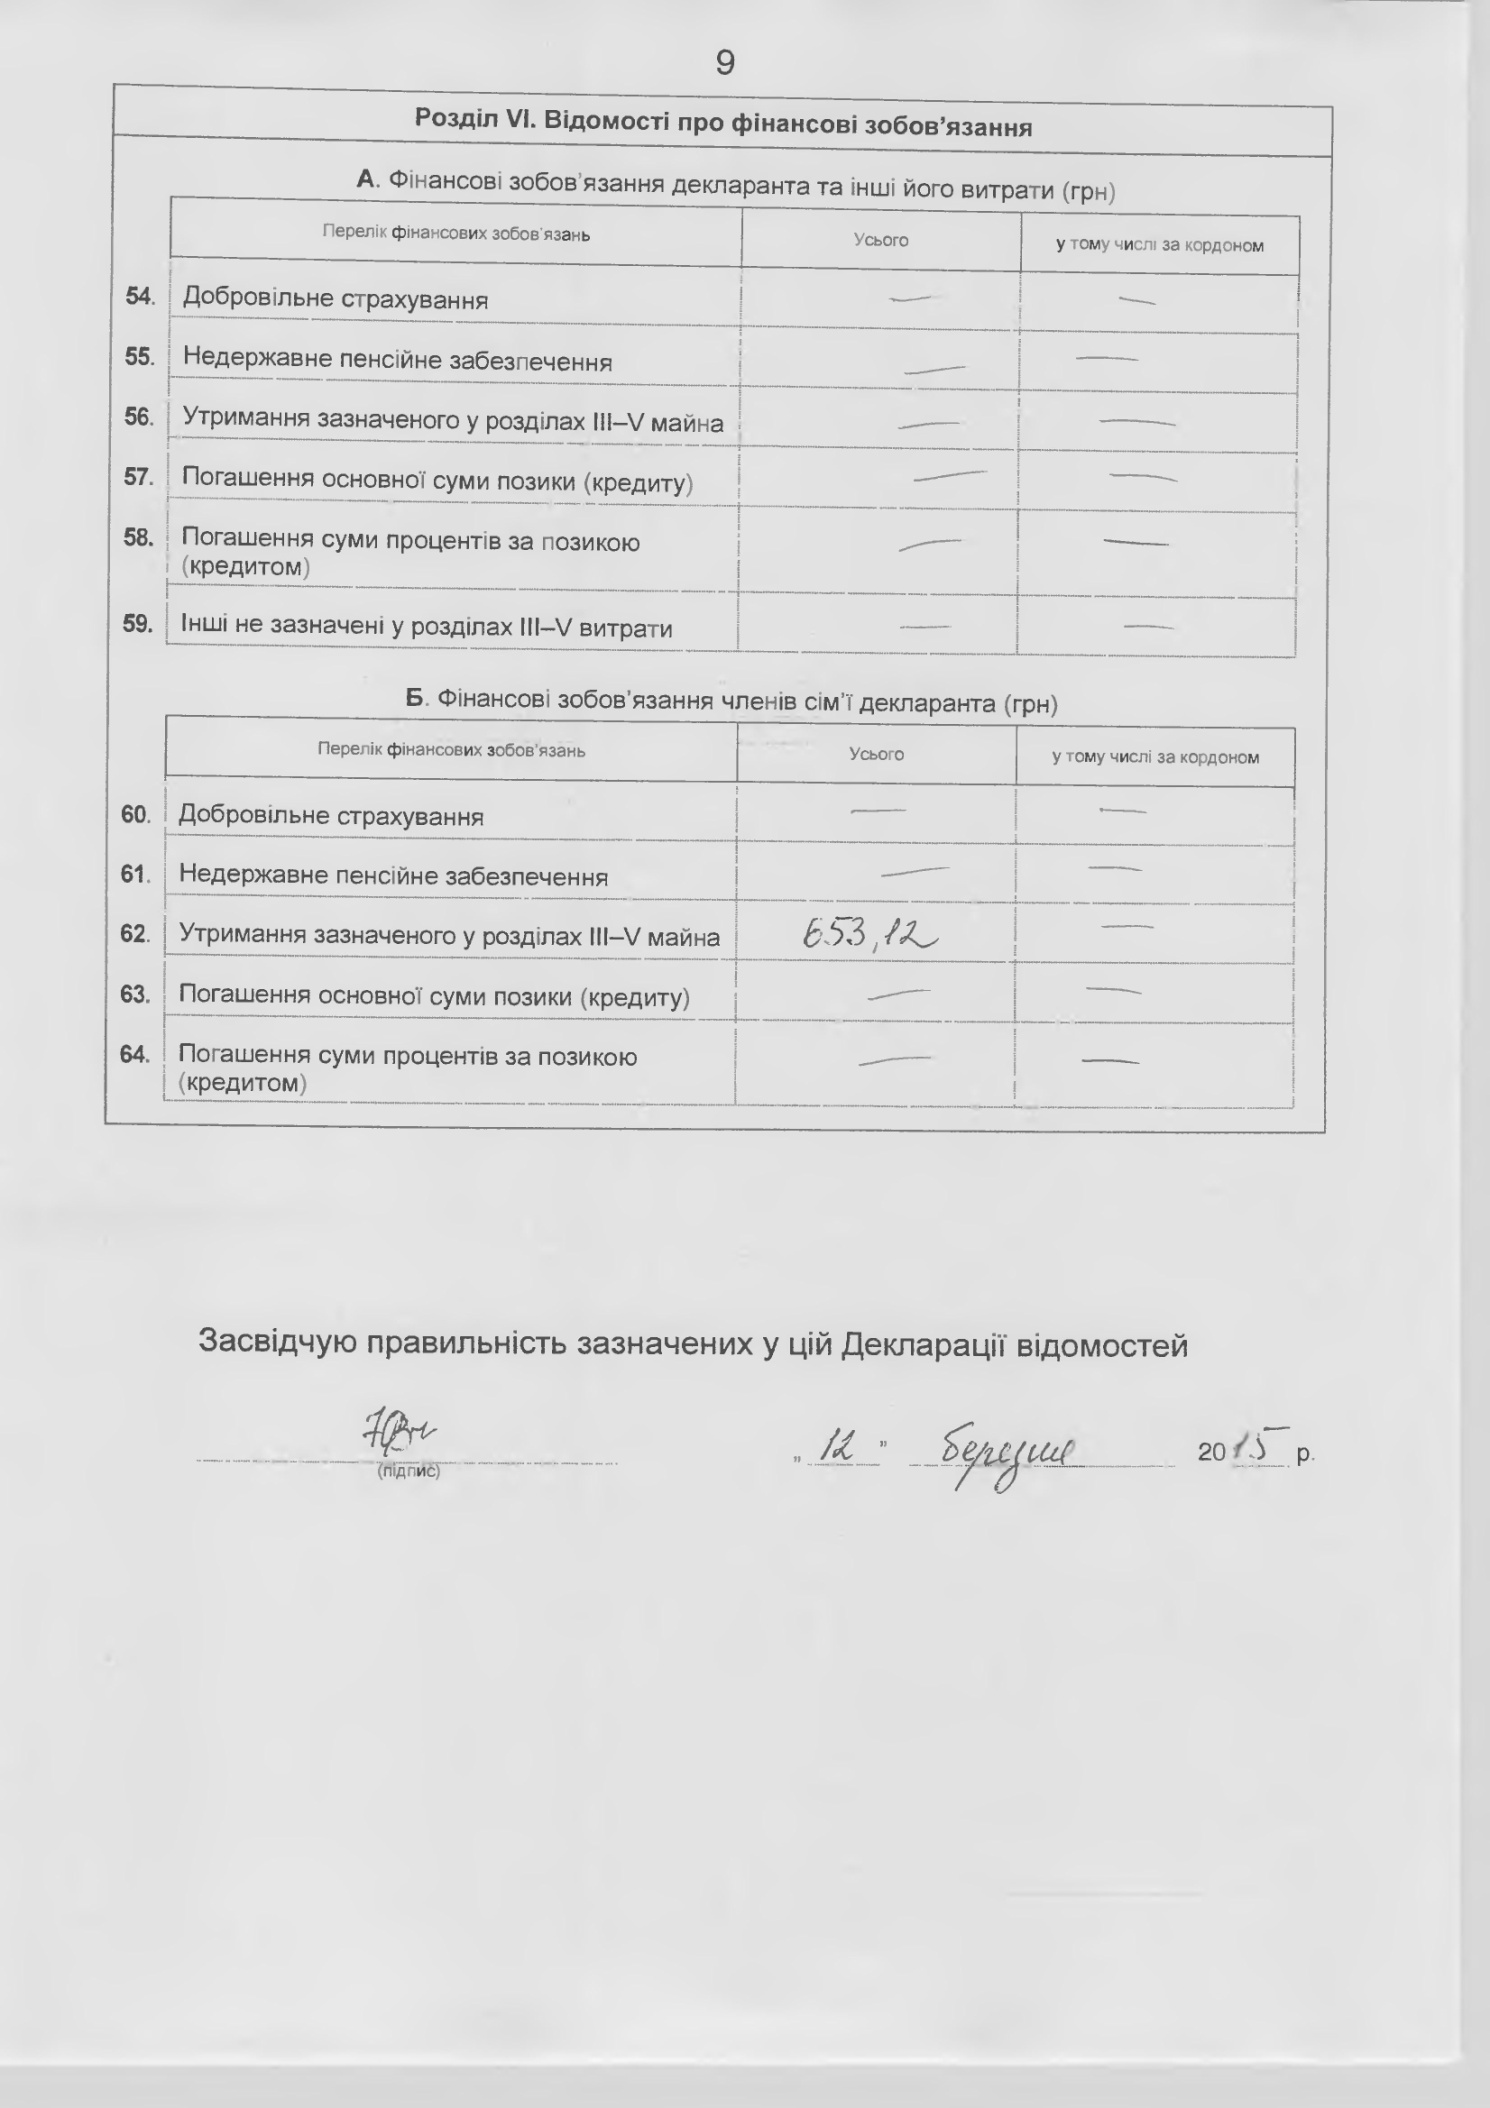 9
Розділ VI. Відомості про фінансові зобов’язання
А. Фінансові зобов’язання декларанта та інші його витрати (грн)
Перелік фінансових зобов’язань Усього у тому числі за кордоном
54. Добровільне страхування — —
55. Недержавне пенсійне забезпечення — —
56. Утримання зазначеного у розділах III–V майна — —
57. Погашення основної суми позики (кредиту) — —
58. Погашення суми процентів за позикою — —
(кредитом)
59. Інші не зазначені у розділах III–V витрати — —
Б. Фінансові зобов’язання членів сім’ї декларанта (грн)
Перелік фінансових зобов’язань Усього у тому числі за кордоном
60. Добровільне страхування — —
61. Недержавне пенсійне забезпечення — —
62. Утримання зазначеного у розділах III–V майна 653,12 —
63. Погашення основної суми позики (кредиту) — —
64. Погашення суми процентів за позикою — —
(кредитом)
Засвідчую правильність зазначених у цій Декларації відомостей
„ 12 ” березня 2015 р.
(підпис)